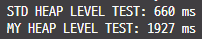 STD HEAP LEVEL TEST: 660 ms
MY HEAP LEVEL TEST: 1927 ms